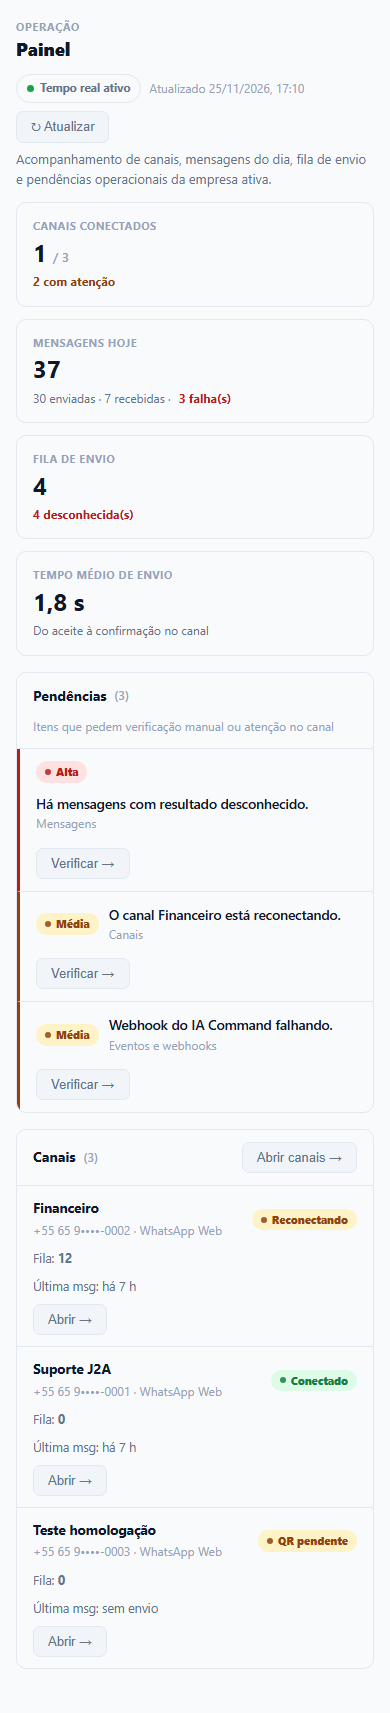 OPERAÇÃO
Painel
Tempo real ativo Atualizado 25/11/2026, 17:10
↻ Atualizar
Acompanhamento de canais, mensagens do dia, fila de envio
e pendências operacionais da empresa ativa.
CANAIS CONECTADOS
1 / 3
2 com atenção
MENSAGENS HOJE
37
30 enviadas · 7 recebidas · 3 falha(s)
FILA DE ENVIO
4
4 desconhecida(s)
TEMPO MÉDIO DE ENVIO
1,8 s
Do aceite à confirmação no canal
Pendências (3)
Itens que pedem verificação manual ou atenção no canal
Alta
Há mensagens com resultado desconhecido.
Mensagens
Verificar →
Média
O canal Financeiro está reconectando.
Canais
Verificar →
Média
Webhook do IA Command falhando.
Eventos e webhooks
Verificar →
Canais (3)
Abrir canais →
Financeiro
+55 65 9••••-0002 · WhatsApp Web
Reconectando
Fila: 12
Última msg: há 7 h
Abrir →
Suporte J2A
+55 65 9••••-0001 · WhatsApp Web
Conectado
Fila: 0
Última msg: há 7 h
Abrir →
Teste homologação
+55 65 9••••-0003 · WhatsApp Web
QR pendente
Fila: 0
Última msg: sem envio
Abrir →